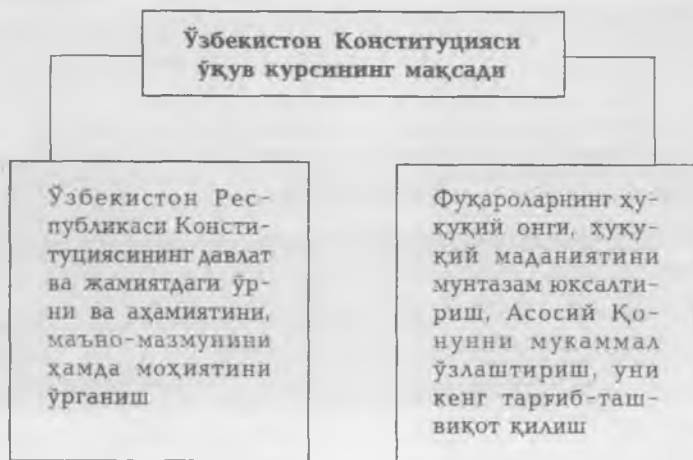 Ўзбекистон Конституцияси
ўқув курсининг мақсади
Ўзбекистон Рес-
публикаси Консти-
туциясининг давлат
ва жамиятдаги ўр-
ни ва аҳамиятини,
маъно-мазмунини
ҳамда моҳиятини
ўрганиш
Фуқароларнинг ҳу-
қуқий онги, ҳуқу-
қий маданиятини
мунтазам юксалти-
риш, Асосий Қо-
нунни мукаммал
ўзлаштириш, уни
кенг тарғиб-таш-
виқот қилиш